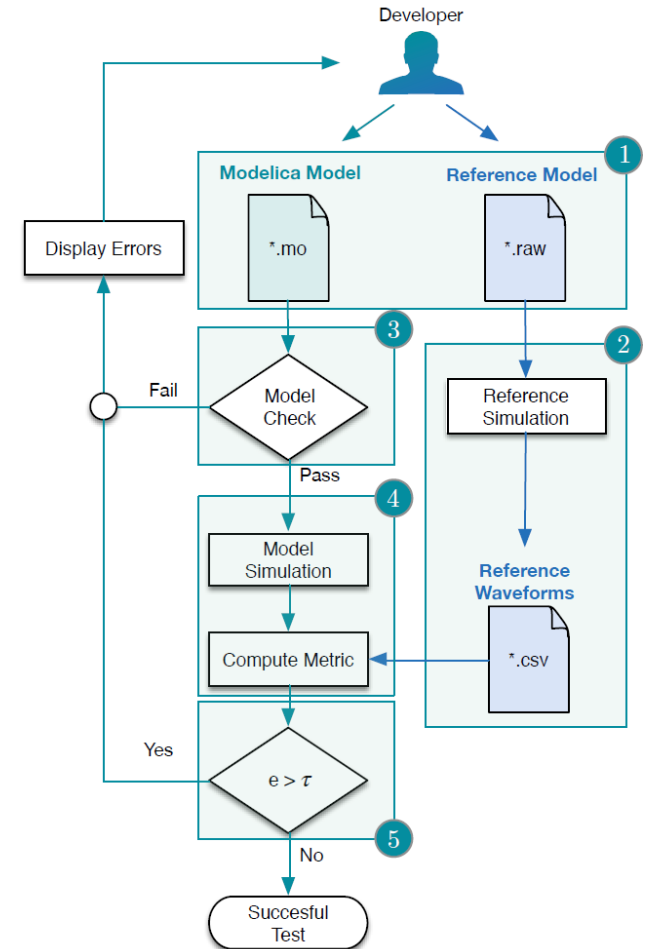 Developer
1
Modelica Model
Reference Model
*.mo
*.raw
Display Errors
3
2
Fail
Model
Check
Reference
Simulation
Pass
4
Model
Simulation
Reference
Waveforms
Compute Metric
*.csv
Yes
e > τ
5
No
Succesful
Test